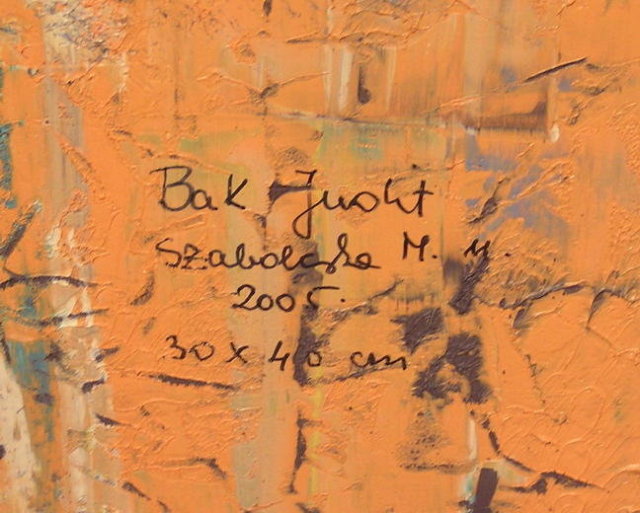 Bak Judit
Szabolcska M. u.
2005.
30 x 40 cm